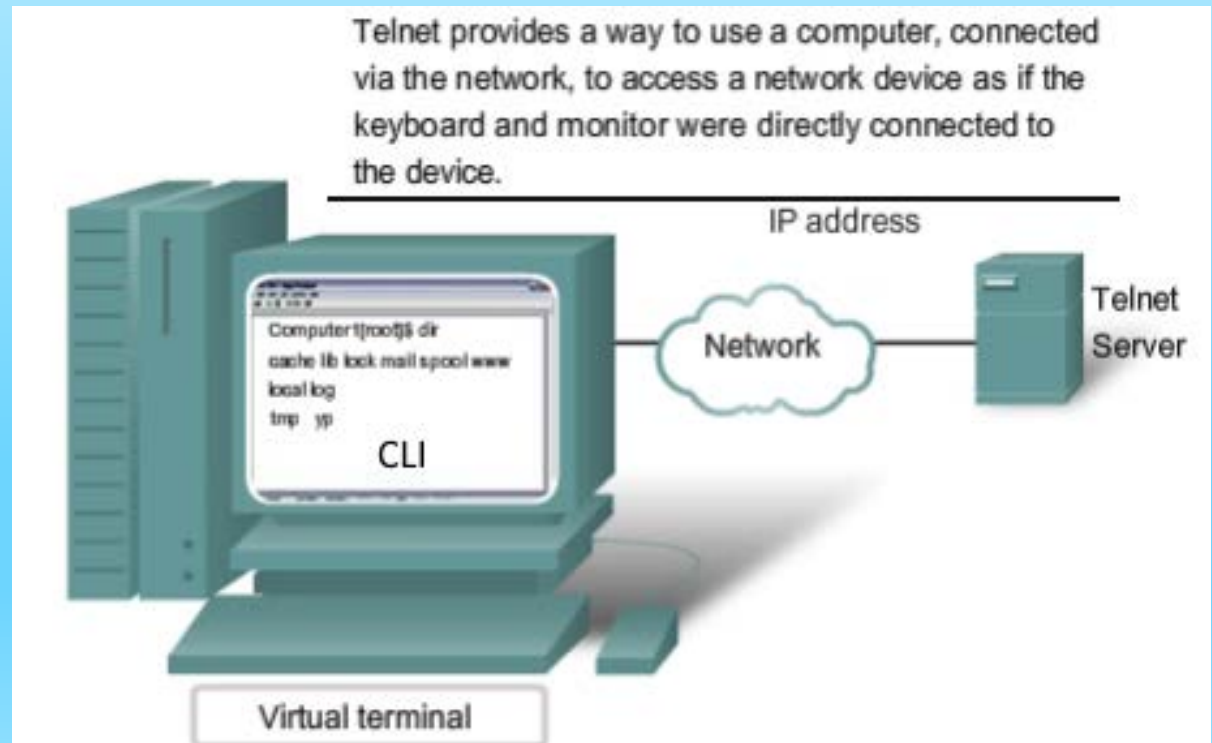 Telnet provides a way to use a computer, connected
via the network, to access a network device as if the
keyboard and monitor were directly connected to
the device.
IP address
Computer1[root]$ dir
cache lib lock mail spool www
local log
tmp yp
CLI
Network
Telnet
Server
Virtual terminal